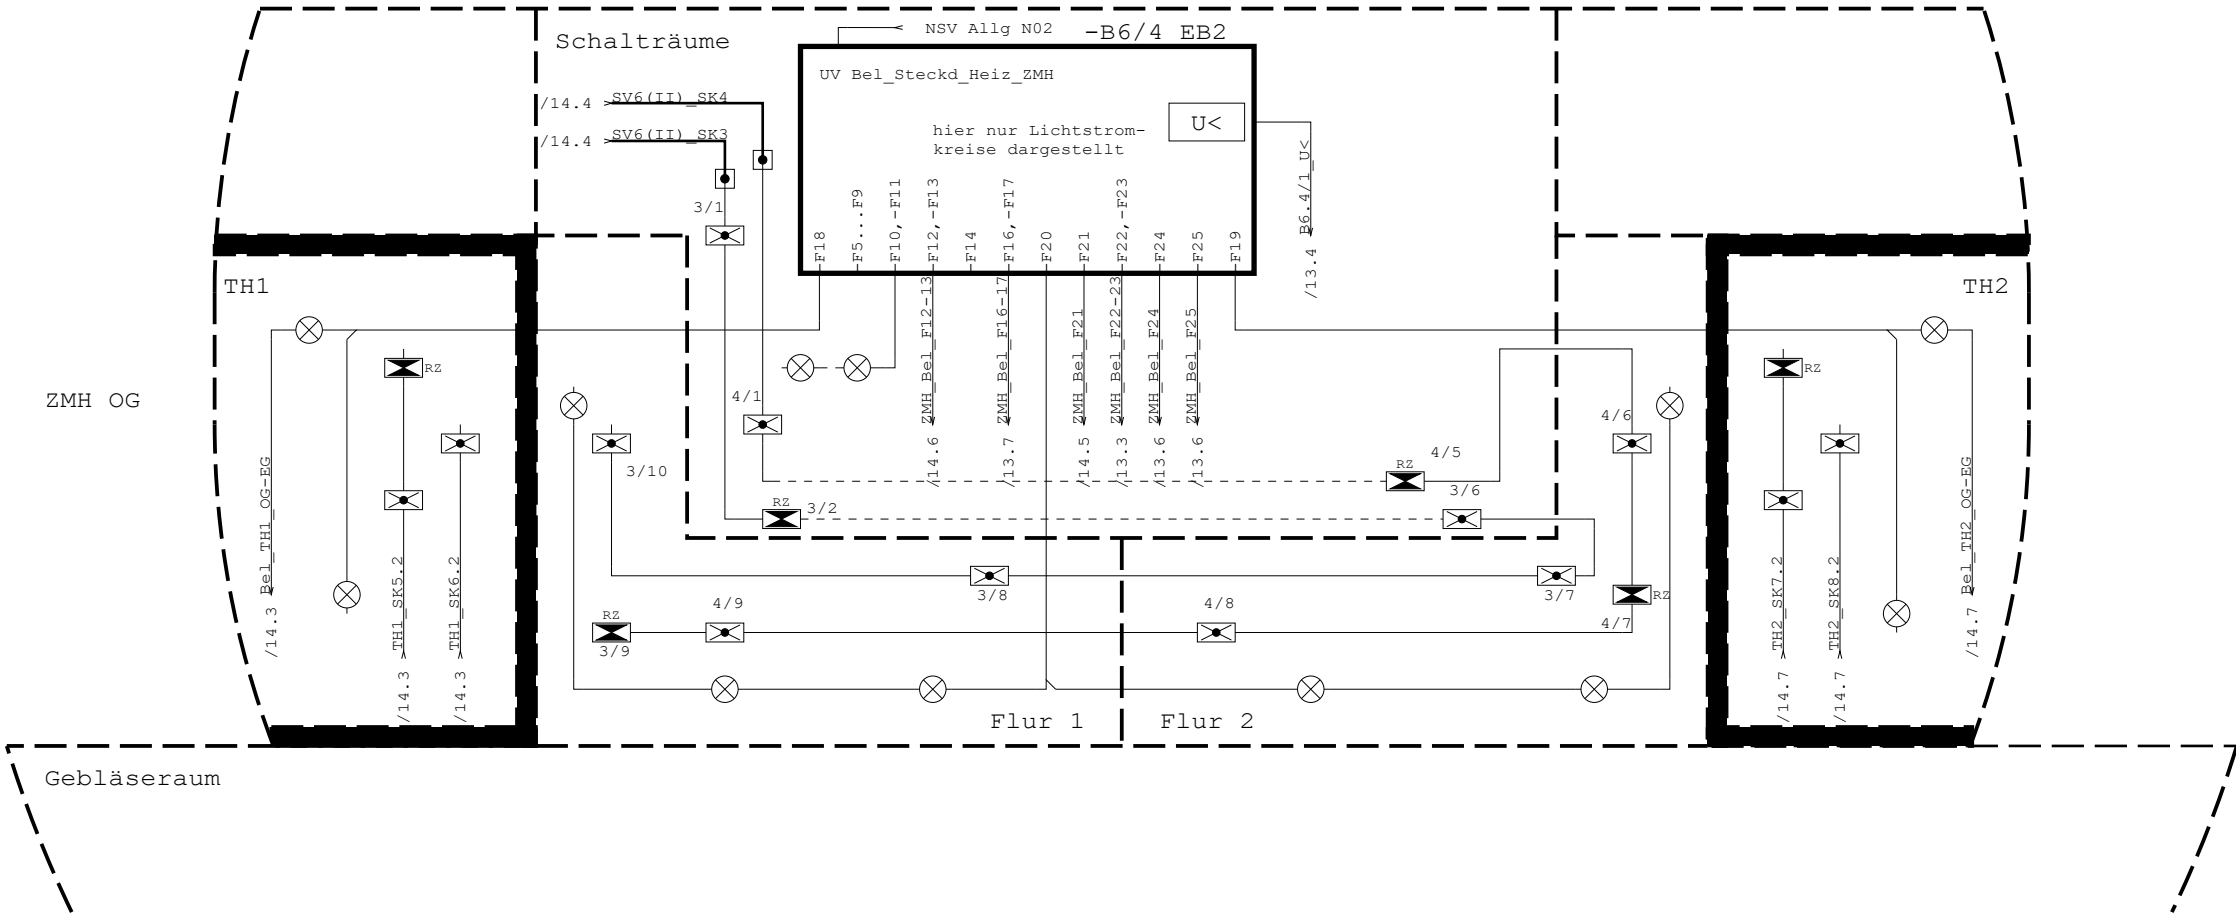 NSV Allg N02
-B6/4 EB2
Schalträume
UV Bel_Steckd_Heiz_ZMH
/14.4
SV6(II)_SK4
/14.4
SV6(II)_SK3
U<
hier nur Lichtstrom-
kreise dargestellt
B6.4/1_U<
/13.4
3/1
F18
F5...F9
F10,-F11
F12,-F13
F14
F16,-F17
F20
F21
F22,-F23
F24
F25
F19
TH1
TH2
ZMH OG
RZ
RZ
4/1
ZMH_Bel_F12-13
/14.6
ZMH_Bel_F16-17
/13.7
ZMH_Bel_F21
/14.5
ZMH_Bel_F22-23
/13.3
ZMH_Bel_F24
/13.6
ZMH_Bel_F25
/13.6
4/6
4/5
RZ
3/10
3/6
RZ
3/2
Bel_TH1_OG-EG
/14.3
TH1_SK5.2
/14.3
TH1_SK6.2
/14.3
TH2_SK7.2
/14.7
TH2_SK8.2
/14.7
Bel_TH2_OG-EG
/14.7
3/8
3/7
RZ
4/9
4/8
4/7
RZ
3/9
Flur 1
Flur 2
Gebläseraum